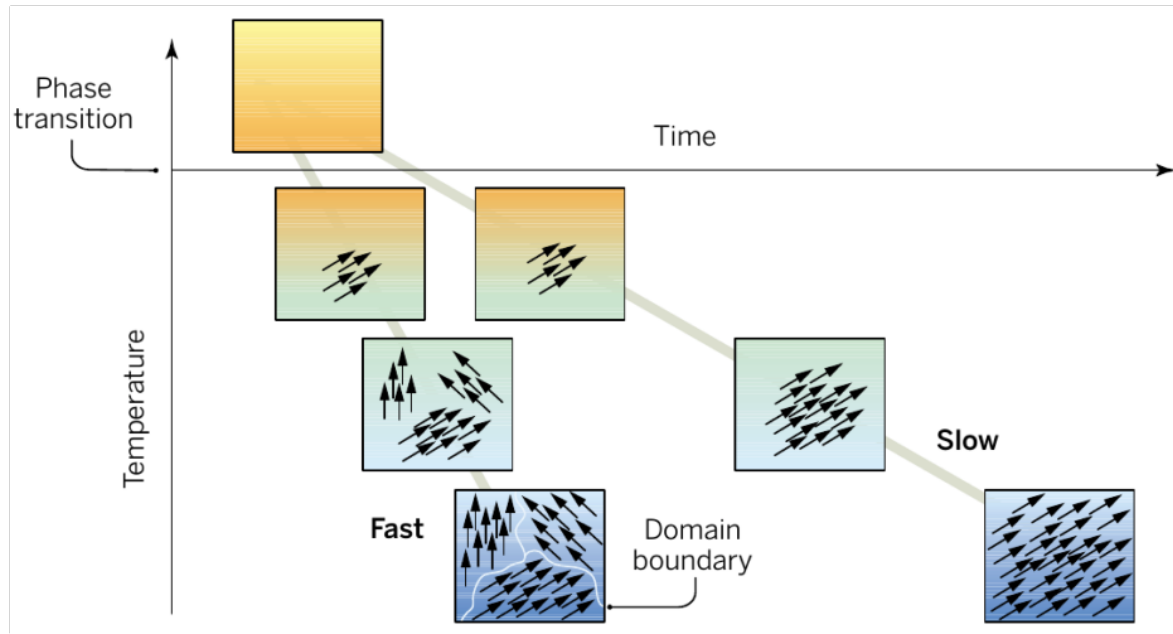 Phase
transition
Time
Temperature
Slow
Fast
Domain
boundary